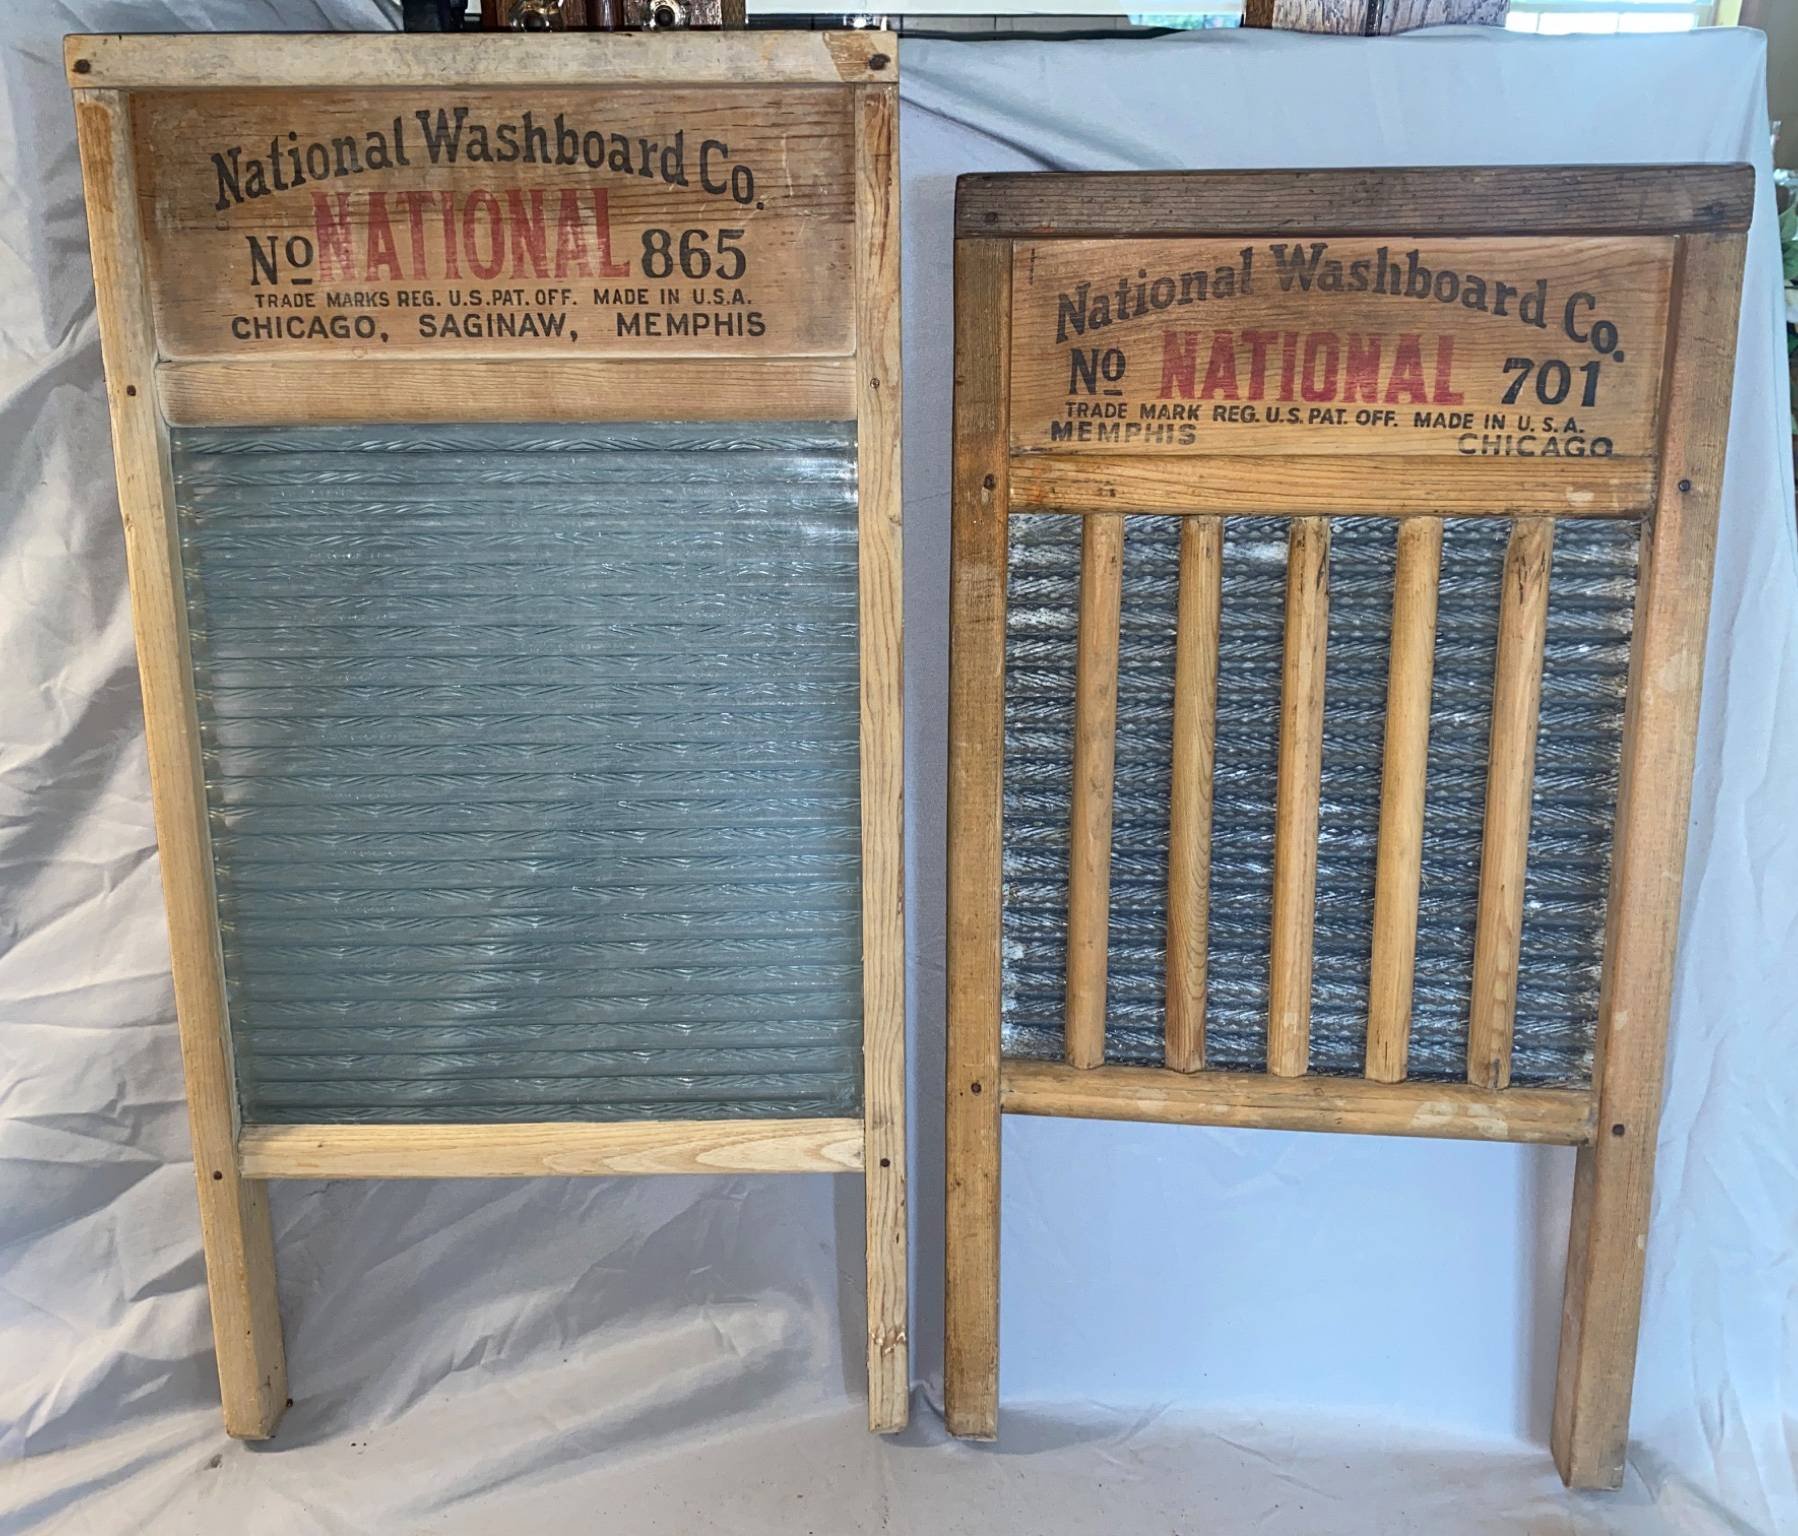 National Washboard Co.
No NATIONAL 865
TRADE MARKS REG. U.S. PAT. OFF. MADE IN U.S.A.
CHICAGO, SAGINAW, MEMPHIS
National Washboard Co.
No NATIONAL 701
TRADE MARK REG. U.S. PAT. OFF. MADE IN U.S.A.
MEMPHIS CHICAGO